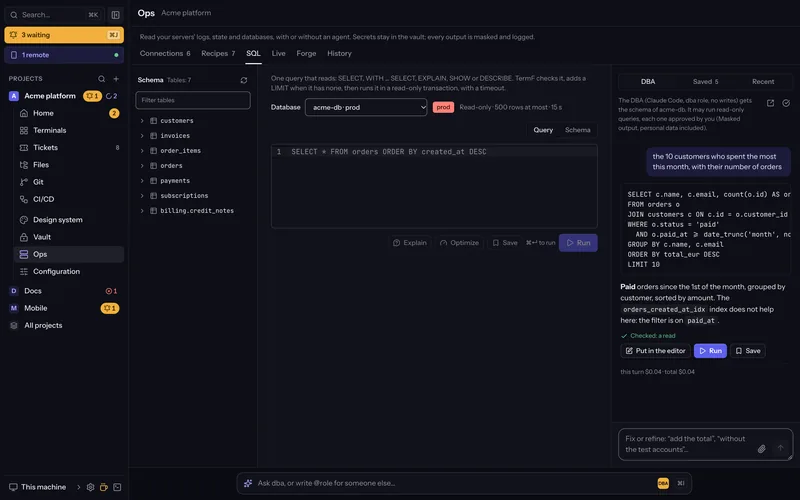 Search...
⌘K
3 waiting
⌘J
1 remote
PROJECTS
A Acme platform 1 2
Home 2
Terminals
Tickets 8
Files
Git
CI/CD
Design system
Vault
Ops
Configuration
D Docs 1
M Mobile 1
All projects
This machine
Ops Acme platform
Read your servers' logs, state and databases, with or without an agent. Secrets stay in the vault; every output is masked and logged.
Connections 6 Recipes 7 SQL Live Forge History
Schema Tables: 7
Filter tables
customers
invoices
order_items
orders
payments
subscriptions
billing.credit_notes
One query that reads: SELECT, WITH ... SELECT, EXPLAIN, SHOW or DESCRIBE. TermF checks it, adds
a LIMIT when it has none, then runs it in a read-only transaction, with a timeout.
Database acme-db · prod prod Read-only · 500 rows at most · 15 s
Query Schema
1 SELECT * FROM orders ORDER BY created_at DESC
Explain Optimize Save ⌘↵ to run Run
DBA Saved 5 Recent
The DBA (Claude Code, dba role, no writes) gets
the schema of acme-db. It may run read-only
queries, each one approved by you (Masked
output, personal data included).
the 10 customers who spent the most
this month, with their number of orders
SELECT c.name, c.email, count(o.id) AS or
FROM orders o
JOIN customers c ON c.id = o.customer_id
WHERE o.status = 'paid'
AND o.paid_at >= date_trunc('month', no
GROUP BY c.name, c.email
ORDER BY total_eur DESC
LIMIT 10
Paid orders since the 1st of the month, grouped by
customer, sorted by amount. The
orders_created_at_idx index does not help
here: the filter is on paid_at.
Checked: a read
Put in the editor Run Save
this turn $0.04 · total $0.04
Fix or refine: "add the total", "without
the test accounts"...
Ask dba, or write @role for someone else... DBA ⌘I